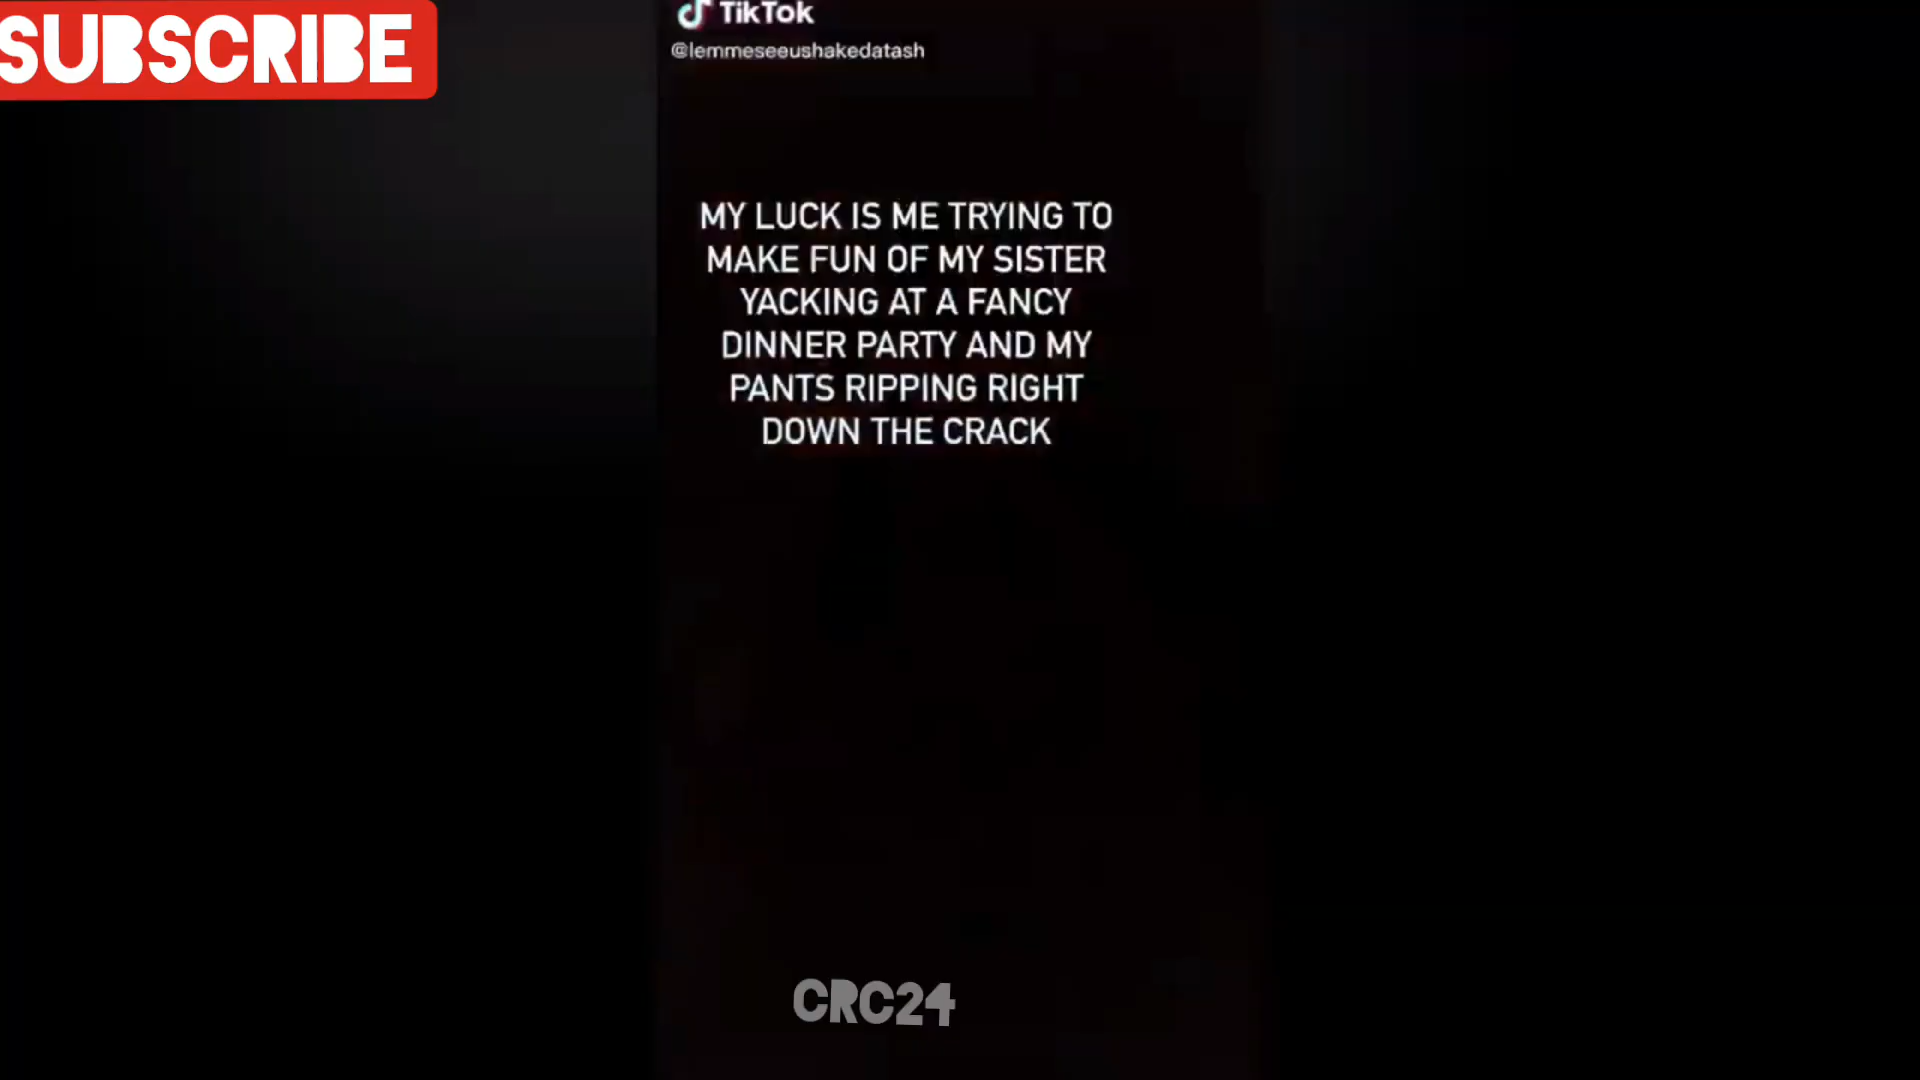 SUBSCRIBE
TikTok
@lemmeseeushakedatash
MY LUCK IS ME TRYING TO
MAKE FUN OF MY SISTER
YACKING AT A FANCY
DINNER PARTY AND MY
PANTS RIPPING RIGHT
DOWN THE CRACK
CRC24